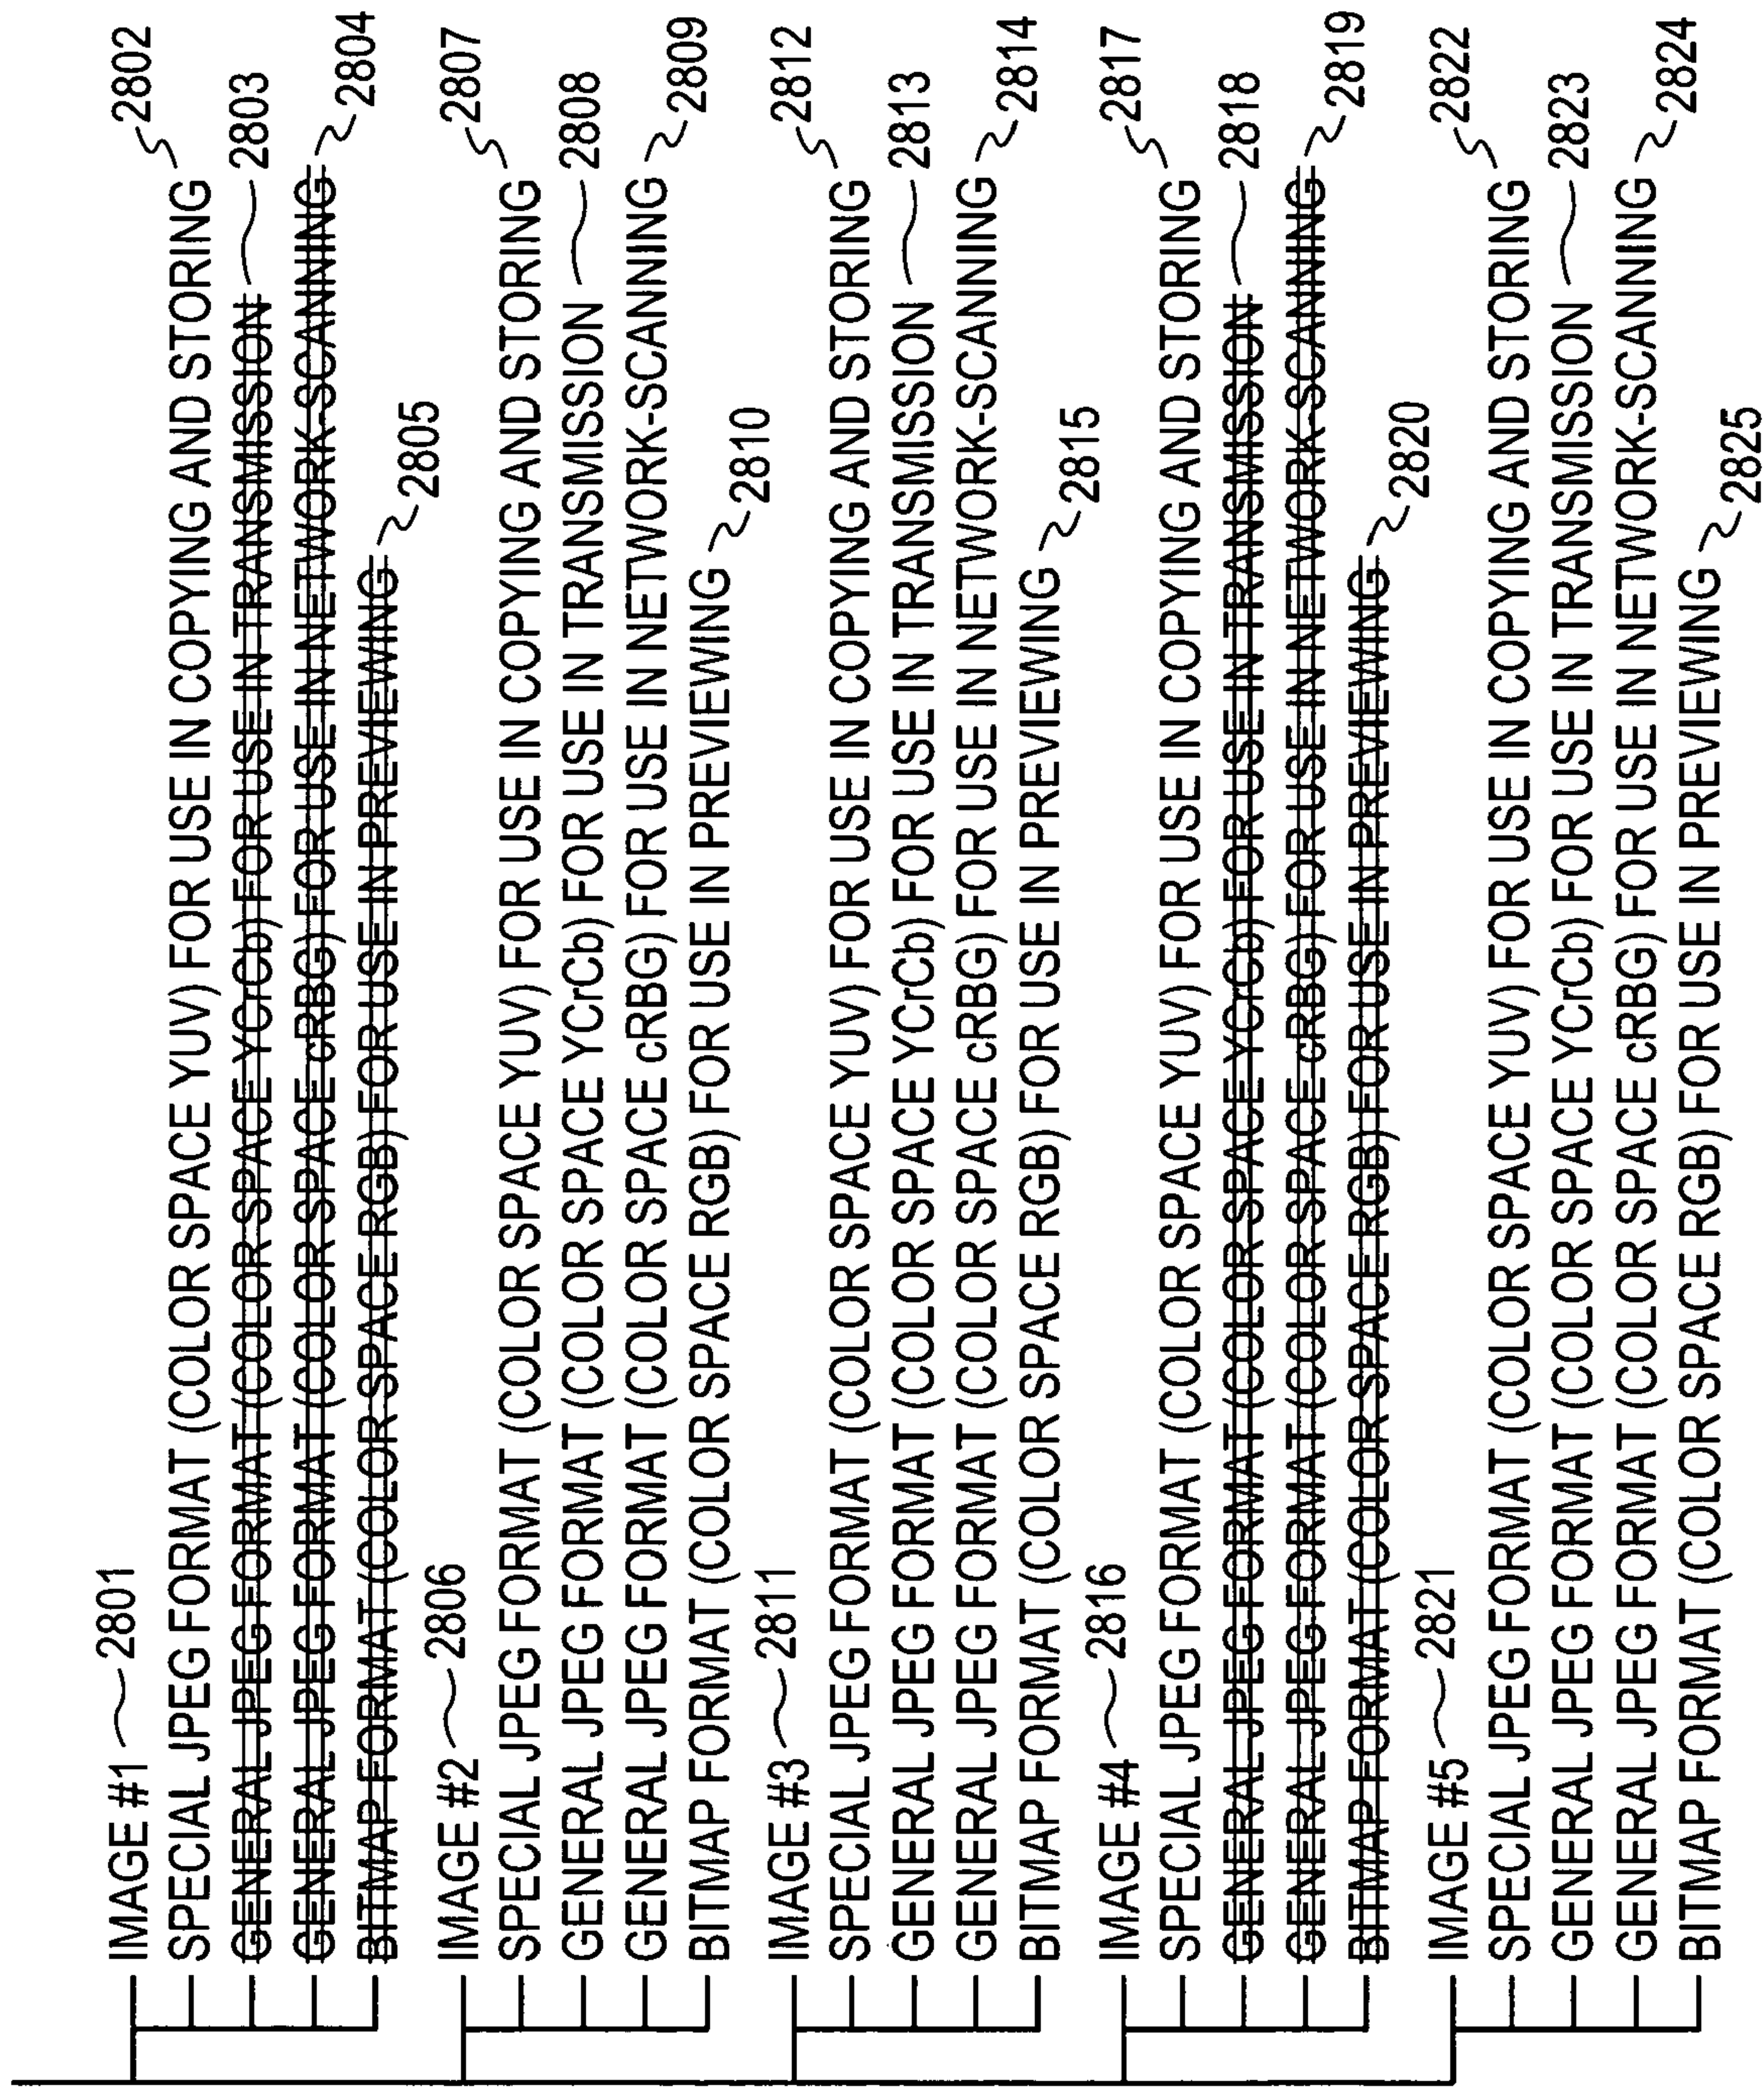 IMAGE #1 2801
SPECIAL JPEG FORMAT (COLOR SPACE YUV) FOR USE IN COPYING AND STORING 2802
GENERAL JPEG FORMAT (COLOR SPACE YCrCb) FOR USE IN TRANSMISSION 2803
GENERAL JPEG FORMAT (COLOR SPACE cRBG) FOR USE IN NETWORK-SCANNING 2804
BITMAP FORMAT (COLOR SPACE RGB) FOR USE IN PREVIEWING 2805
IMAGE #2 2806
SPECIAL JPEG FORMAT (COLOR SPACE YUV) FOR USE IN COPYING AND STORING 2807
GENERAL JPEG FORMAT (COLOR SPACE YCrCb) FOR USE IN TRANSMISSION 2808
GENERAL JPEG FORMAT (COLOR SPACE cRBG) FOR USE IN NETWORK-SCANNING 2809
BITMAP FORMAT (COLOR SPACE RGB) FOR USE IN PREVIEWING 2810
IMAGE #3 2811
SPECIAL JPEG FORMAT (COLOR SPACE YUV) FOR USE IN COPYING AND STORING 2812
GENERAL JPEG FORMAT (COLOR SPACE YCrCb) FOR USE IN TRANSMISSION 2813
GENERAL JPEG FORMAT (COLOR SPACE cRBG) FOR USE IN NETWORK-SCANNING 2814
BITMAP FORMAT (COLOR SPACE RGB) FOR USE IN PREVIEWING 2815
IMAGE #4 2816
SPECIAL JPEG FORMAT (COLOR SPACE YUV) FOR USE IN COPYING AND STORING 2817
GENERAL JPEG FORMAT (COLOR SPACE YCrCb) FOR USE IN TRANSMISSION 2818
GENERAL JPEG FORMAT (COLOR SPACE cRBG) FOR USE IN NETWORK-SCANNING 2819
BITMAP FORMAT (COLOR SPACE RGB) FOR USE IN PREVIEWING 2820
IMAGE #5 2821
SPECIAL JPEG FORMAT (COLOR SPACE YUV) FOR USE IN COPYING AND STORING 2822
GENERAL JPEG FORMAT (COLOR SPACE YCrCb) FOR USE IN TRANSMISSION 2823
GENERAL JPEG FORMAT (COLOR SPACE cRBG) FOR USE IN NETWORK-SCANNING 2824
BITMAP FORMAT (COLOR SPACE RGB) FOR USE IN PREVIEWING 2825